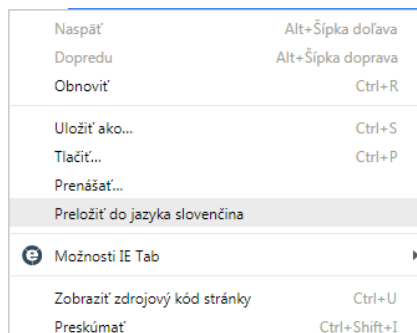 Naspäť Alt+Šípka doľava
Dopredu Alt+Šípka doprava
Obnoviť Ctrl+R
Uložiť ako... Ctrl+S
Tlačiť... Ctrl+P
Prenášať...
Preložiť do jazyka slovenčina
Možnosti IE Tab
Zobraziť zdrojový kód stránky Ctrl+U
Preskúmať Ctrl+Shift+I